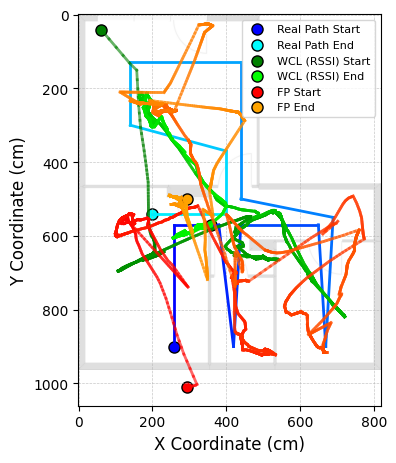 Real Path Start
Real Path End
WCL (RSSI) Start
WCL (RSSI) End
FP Start
FP End
0
200
400
600
800
1000
Y Coordinate (cm)
0 200 400 600 800
X Coordinate (cm)